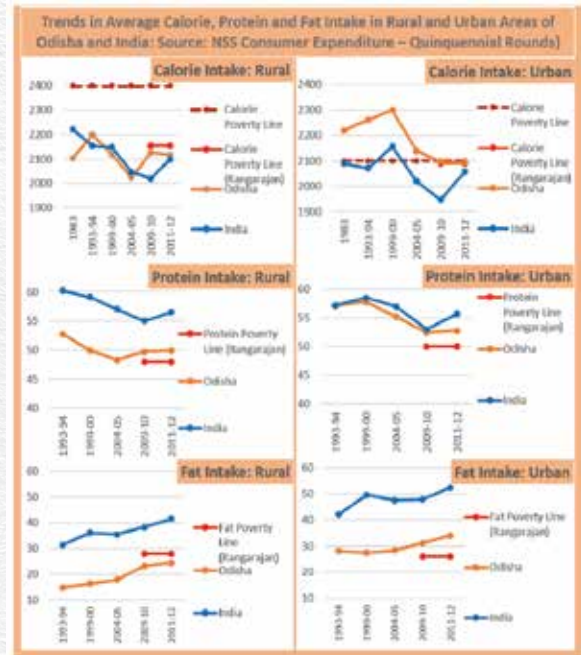 Trends in Average Calorie, Protein and Fat Intake in Rural and Urban Areas of
Odisha and India: Source: NSS Consumer Expenditure – Quinquennial Rounds)
Calorie Intake: Rural
2400
2300
2200
2100
2000
1900
1983
1993-94
1999-00
2004-05
2009-10
2011-12
Calorie
Poverty Line
Calorie
Poverty Line
(Rangarajan)
Odisha
India
Calorie Intake: Urban
2400
2300
2200
2100
2000
1900
1983
1993-94
1999-00
2004-05
2009-10
2011-12
Calorie
Poverty Line
Calorie
Poverty Line
(Rangarajan)
Odisha
India
Protein Intake: Rural
60
55
50
45
40
1993-94
1999-00
2004-05
2009-10
2011-12
Protein Poverty
Line (Rangarajan)
Odisha
India
Protein Intake: Urban
60
55
50
45
40
1993-94
1999-00
2004-05
2009-10
2011-12
Protein
Poverty Line
(Rangarajan)
Odisha
India
Fat Intake: Rural
60
50
40
30
20
10
1993-94
1999-00
2004-05
2009-10
2011-12
Fat Poverty
Line
(Rangarajan)
Odisha
India
Fat Intake: Urban
60
50
40
30
20
10
1993-94
1999-00
2004-05
2009-10
2011-12
Fat Poverty Line
(Rangarajan)
Odisha
India